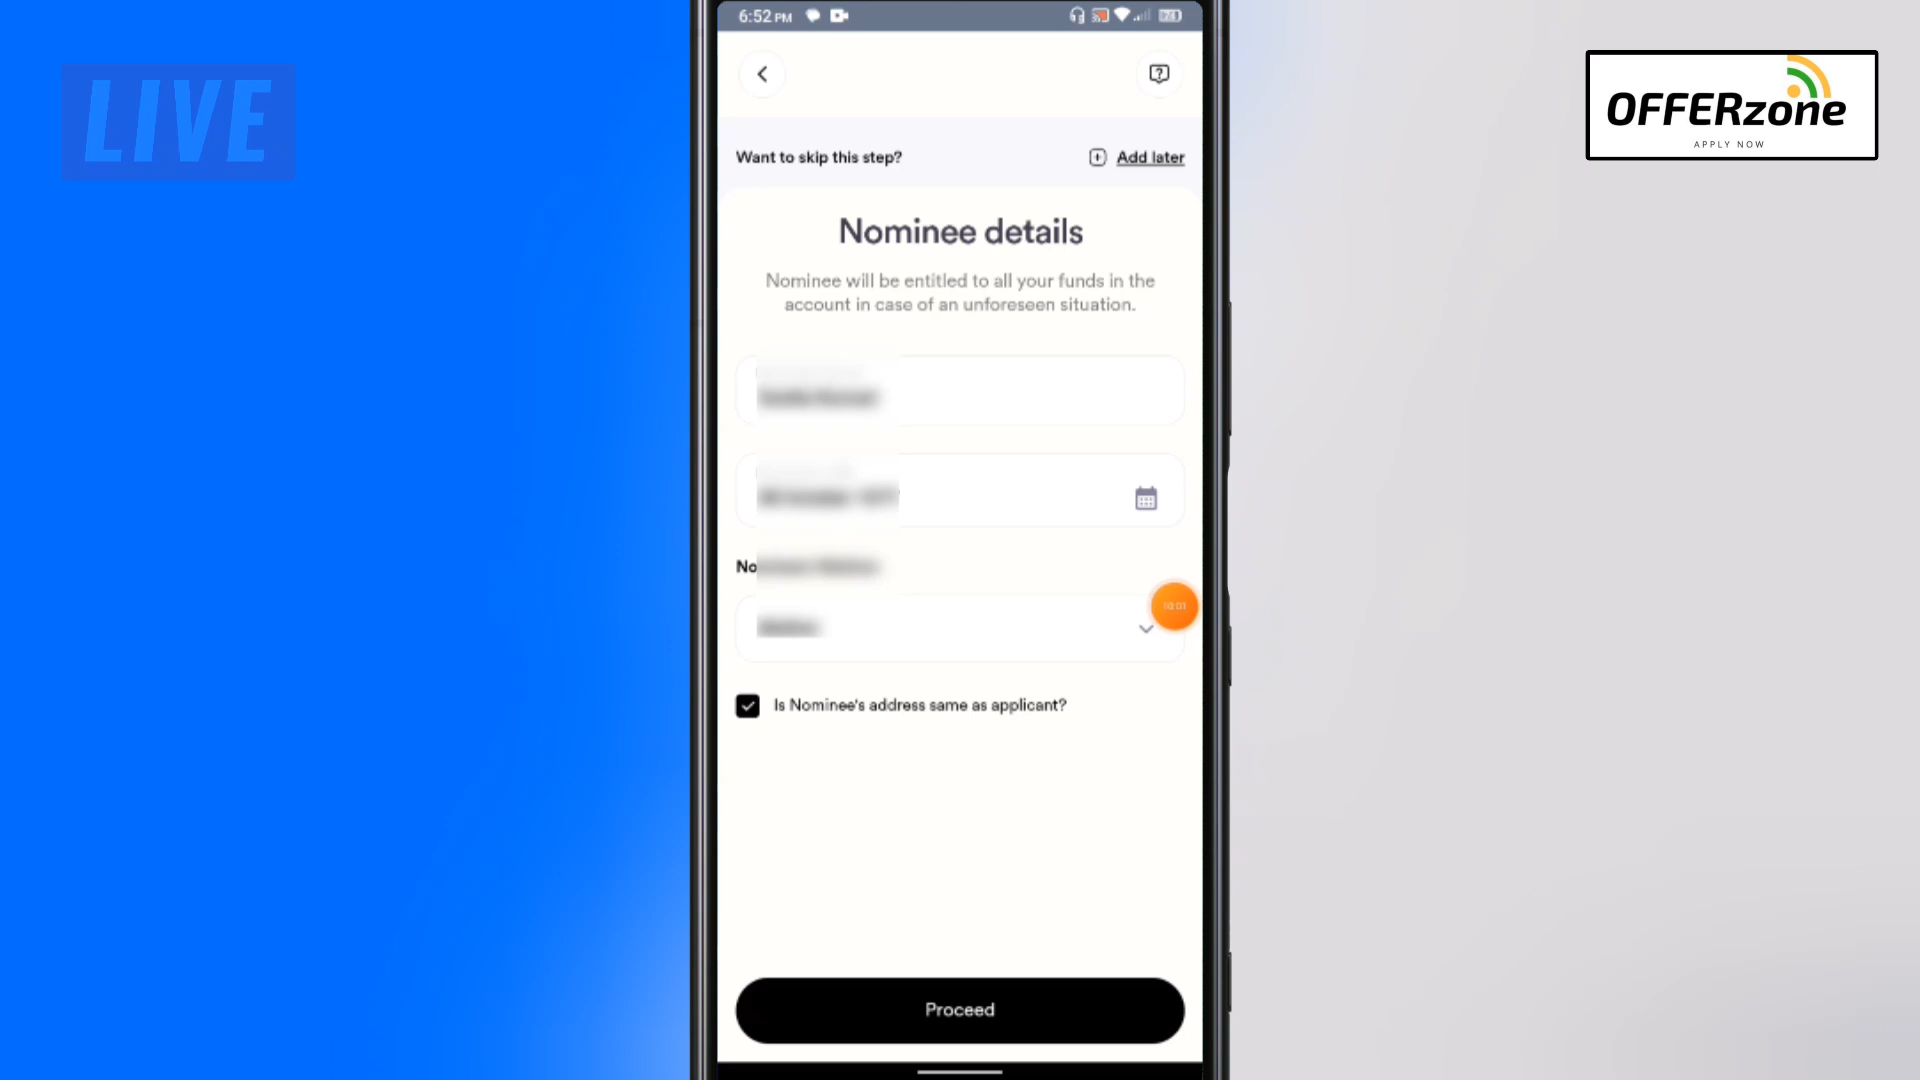 LIVE
OFFERzone
APPLY NOW
6:52 PM
Want to skip this step?
Add later
Nominee details
Nominee will be entitled to all your funds in the
account in case of an unforeseen situation.
10:01
Is Nominee's address same as applicant?
Proceed